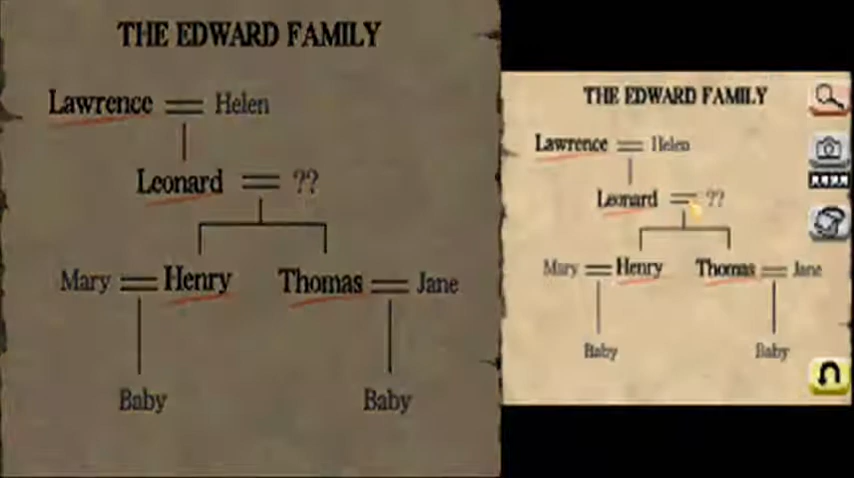 THE EDWARD FAMILY
Lawrence Helen
Leonard ??
Mary Henry Thomas Jane
Baby Baby
THE EDWARD FAMILY
Lawrence Helen
Leonard ??
Mary Henry Thomas Jane
Baby Baby